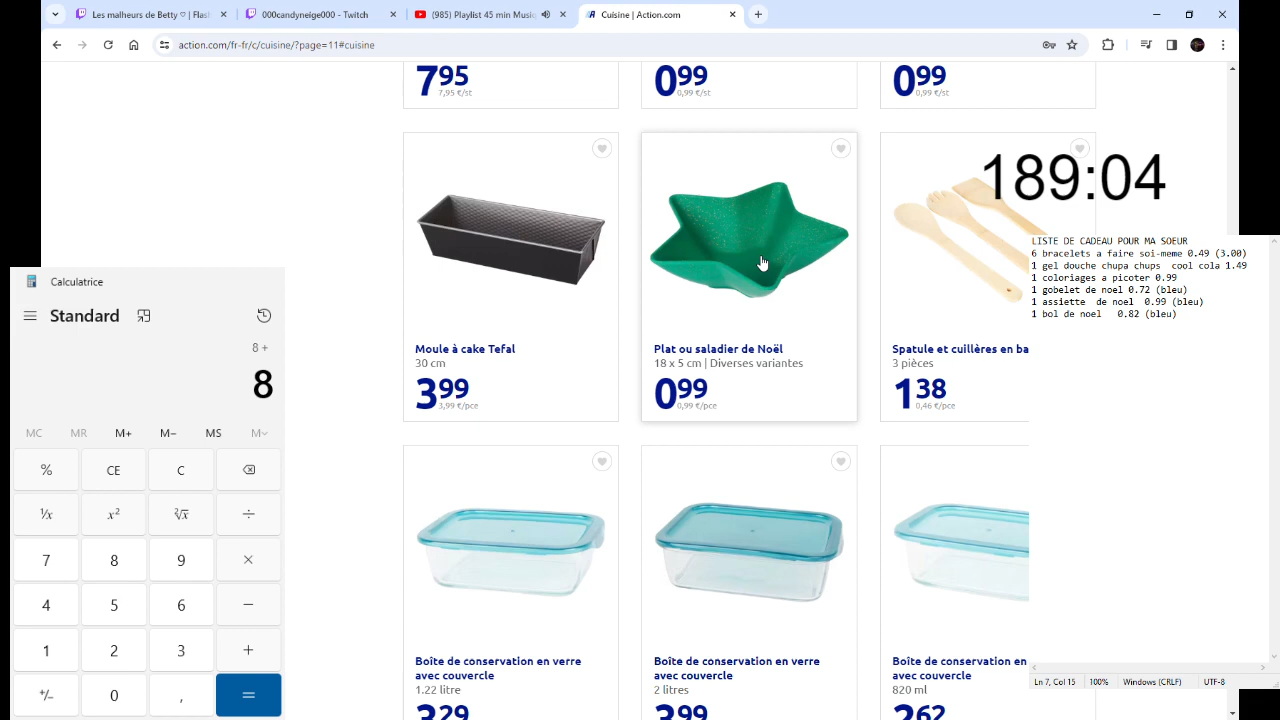 Les malheurs de Betty ♡ | Flash
000candyneige000 - Twitch
(985) Playlist 45 min Music
Cuisine | Action.com
action.com/fr-fr/c/cuisine/?page=11#cuisine
7 95
7,95 €/st
0 99
0,99 €/st
0 99
0,99 €/st
189:04
Moule à cake Tefal
30 cm
3 99
3,99 €/pce
Plat ou saladier de Noël
18 x 5 cm | Diverses variantes
0 99
0,99 €/pce
Spatule et cuillères en ba
3 pièces
1 38
0,46 €/pce
LISTE DE CADEAU POUR MA SOEUR
6 bracelets a faire soi-meme 0.49 (3.00)
1 gel douche chupa chups  cool cola 1.49
1 coloriages a picoter 0.99
1 gobelet de noel 0.72 (bleu)
1 assiette  de noel  0.99 (bleu)
1 bol de noel   0.82 (bleu)
Calculatrice
Standard
8 +
8
MC MR M+ M− MS M
% CE C
1/x x² ∛x ÷
7 8 9 ×
4 5 6 −
1 2 3 +
+/− 0 , =
Boîte de conservation en verre
avec couvercle
1.22 litre
3 29
Boîte de conservation en verre
avec couvercle
2 litres
3 99
Boîte de conservation en
avec couvercle
820 ml
2 62
Ln 7, Col 15 100% Windows (CRLF) UTF-8